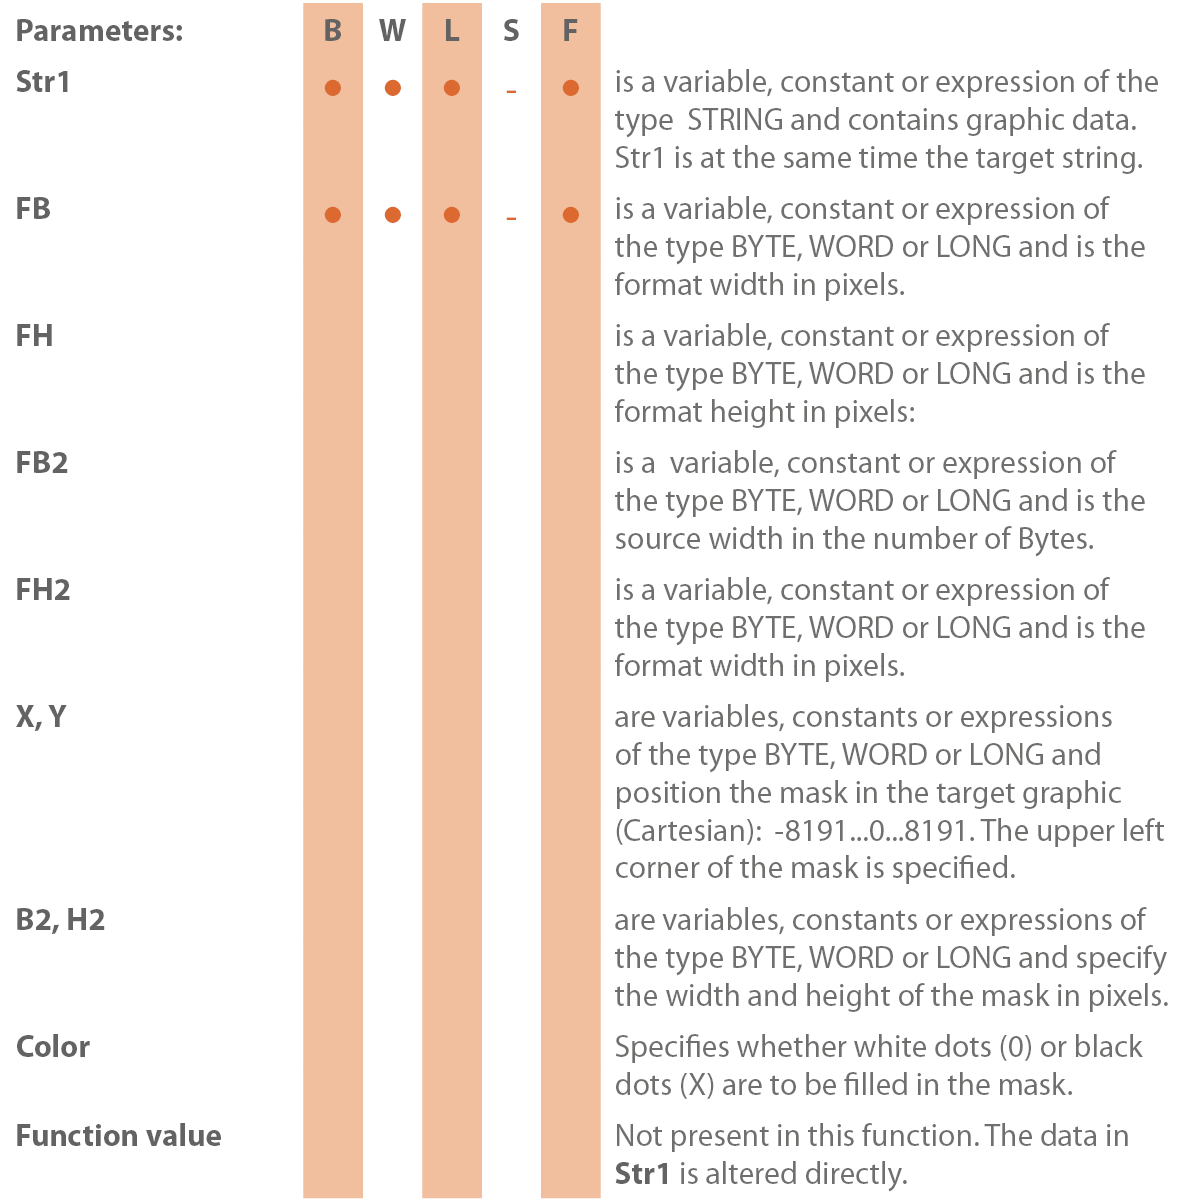 Parameters: B W L S F
Str1 ● ● ● - ● is a variable, constant or expression of the
type STRING and contains graphic data.
Str1 is at the same time the target string.
FB ● ● ● - ● is a variable, constant or expression of
the type BYTE, WORD or LONG and is the
format width in pixels.
FH is a variable, constant or expression of
the type BYTE, WORD or LONG and is the
format height in pixels:
FB2 is a variable, constant or expression of
the type BYTE, WORD or LONG and is the
source width in the number of Bytes.
FH2 is a variable, constant or expression of
the type BYTE, WORD or LONG and is the
format width in pixels.
X, Y are variables, constants or expressions
of the type BYTE, WORD or LONG and
position the mask in the target graphic
(Cartesian): -8191...0...8191. The upper left
corner of the mask is specified.
B2, H2 are variables, constants or expressions of
the type BYTE, WORD or LONG and specify
the width and height of the mask in pixels.
Color Specifies whether white dots (0) or black
dots (X) are to be filled in the mask.
Function value Not present in this function. The data in
Str1 is altered directly.